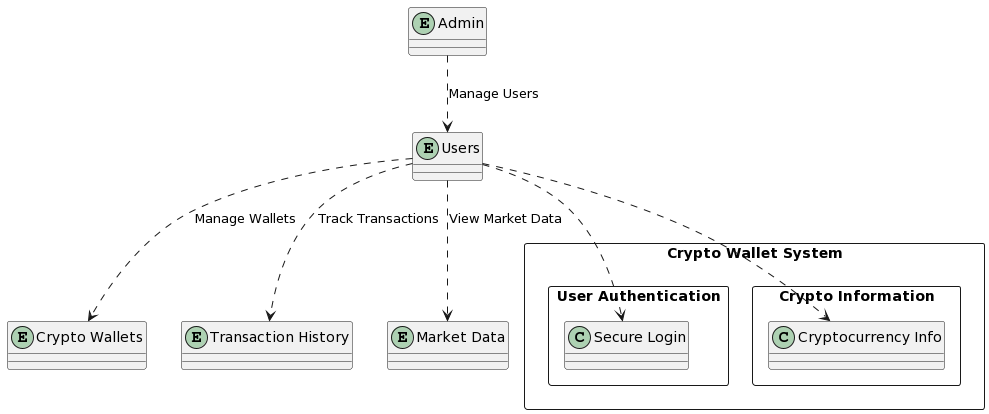 E Admin
Manage Users
E Users
Manage Wallets
Track Transactions
View Market Data
Crypto Wallet System
User Authentication
Crypto Information
E Crypto Wallets
E Transaction History
E Market Data
C Secure Login
C Cryptocurrency Info